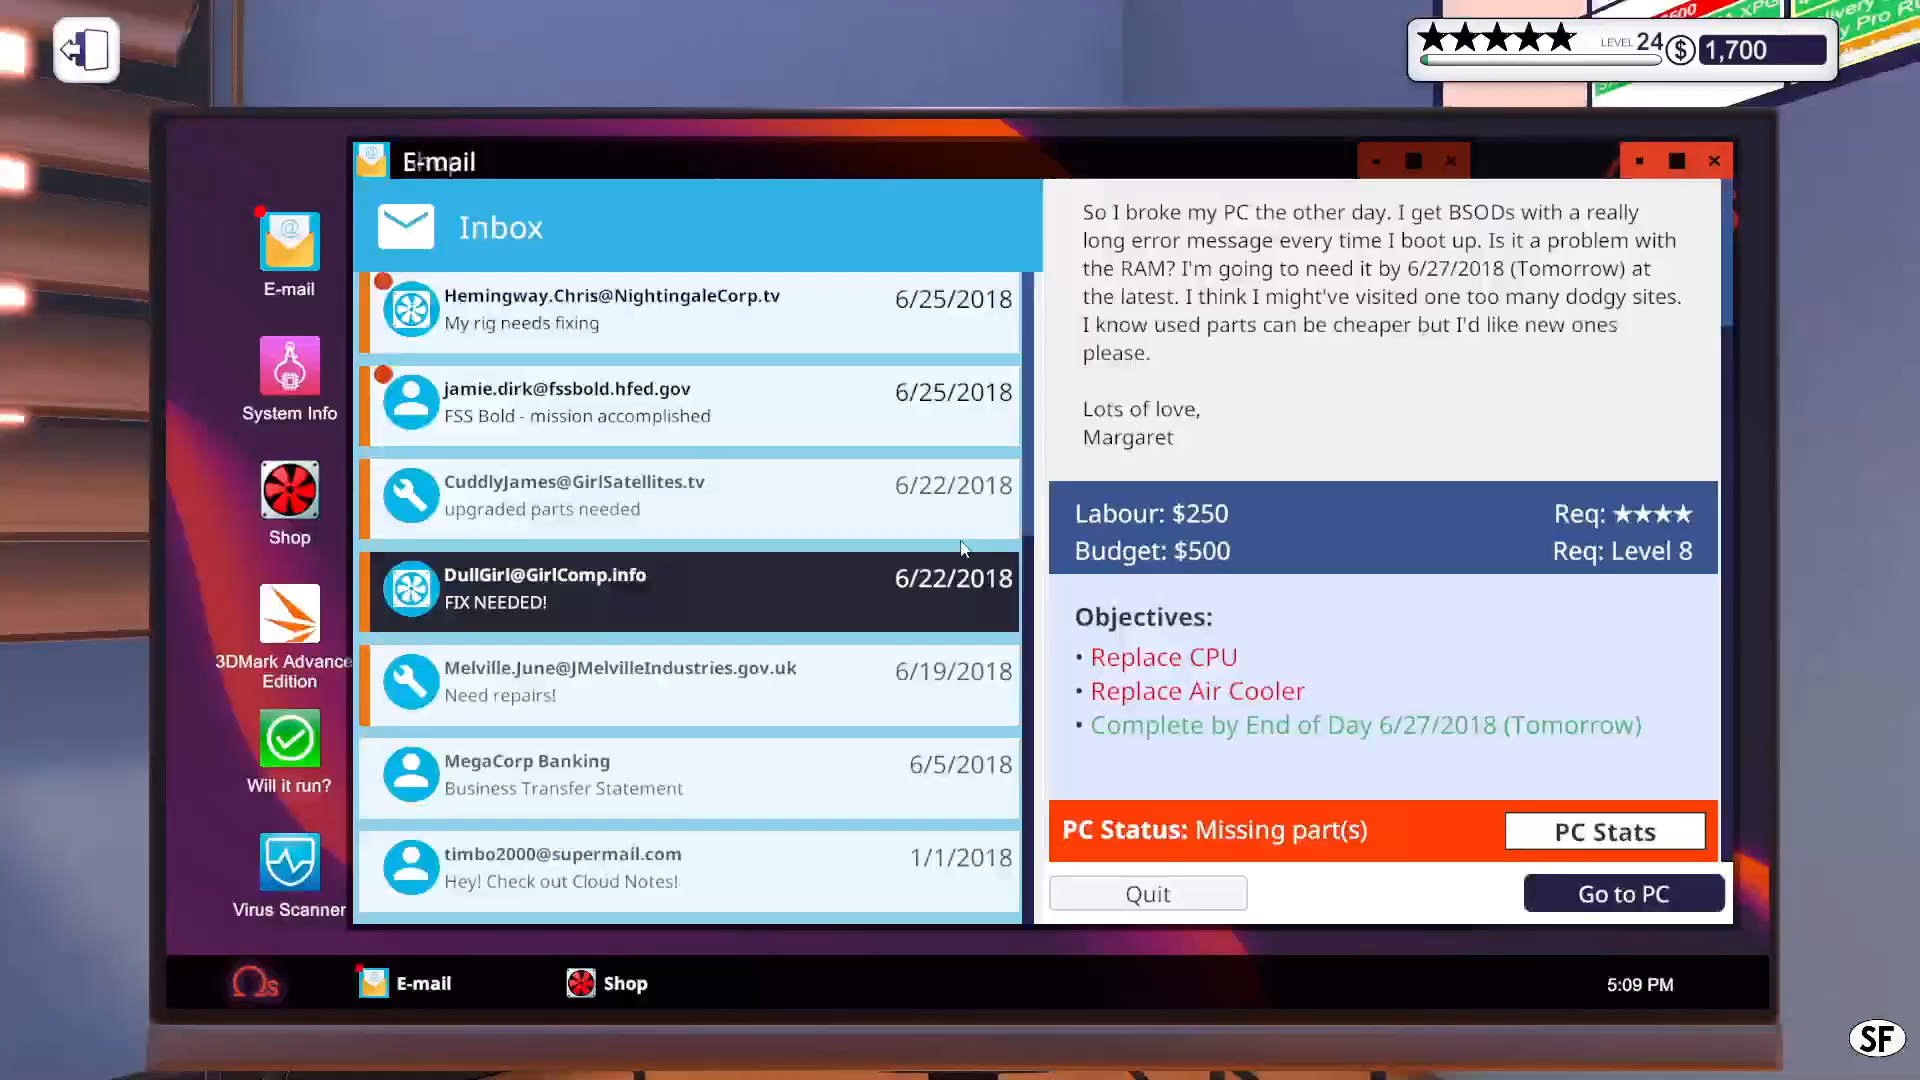 LEVEL 24
$ 1,700
E-mail
Inbox
E-mail
System Info
Shop
3DMark Advance
Edition
Will it run?
Virus Scanner
Hemingway.Chris@NightingaleCorp.tv
6/25/2018
My rig needs fixing
jamie.dirk@fssbold.hfed.gov
6/25/2018
FSS Bold - mission accomplished
CuddlyJames@GirlSatellites.tv
6/22/2018
upgraded parts needed
DullGirl@GirlComp.info
6/22/2018
FIX NEEDED!
Melville.June@JMelvilleIndustries.gov.uk
6/19/2018
Need repairs!
MegaCorp Banking
6/5/2018
Business Transfer Statement
timbo2000@supermail.com
1/1/2018
Hey! Check out Cloud Notes!
So I broke my PC the other day. I get BSODs with a really
long error message every time I boot up. Is it a problem with
the RAM? I'm going to need it by 6/27/2018 (Tomorrow) at
the latest. I think I might've visited one too many dodgy sites.
I know used parts can be cheaper but I'd like new ones
please.
Lots of love,
Margaret
Labour: $250
Req: ★★★★
Budget: $500
Req: Level 8
Objectives:
• Replace CPU
• Replace Air Cooler
• Complete by End of Day 6/27/2018 (Tomorrow)
PC Status: Missing part(s)
PC Stats
Quit
Go to PC
Ωs
E-mail
Shop
5:09 PM
SF